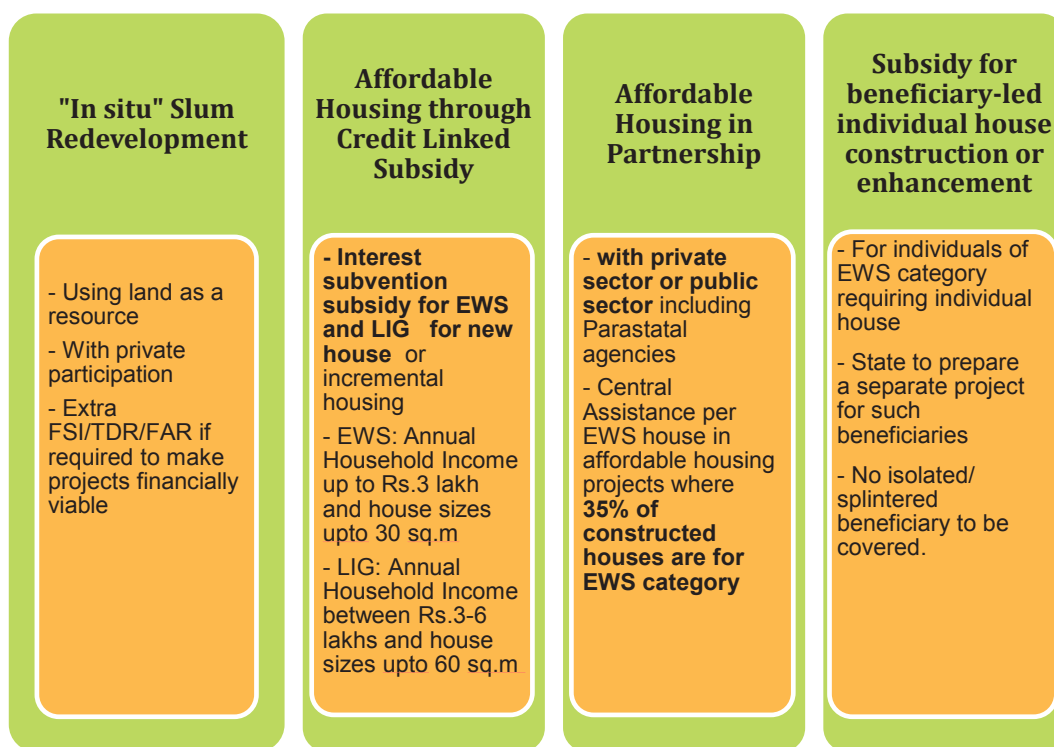 "In situ" Slum
Redevelopment
- Using land as a
resource
- With private
participation
- Extra
FSI/TDR/FAR if
required to make
projects financially
viable
Affordable
Housing through
Credit Linked
Subsidy
- Interest
subvention
subsidy for EWS
and LIG for new
house or
incremental
housing
- EWS: Annual
Household Income
up to Rs.3 lakh
and house sizes
upto 30 sq.m
- LIG: Annual
Household Income
between Rs.3-6
lakhs and house
sizes upto 60 sq.m
Affordable
Housing in
Partnership
- with private
sector or public
sector including
Parastatal
agencies
- Central
Assistance per
EWS house in
affordable housing
projects where
35% of
constructed
houses are for
EWS category
Subsidy for
beneficiary-led
individual house
construction or
enhancement
- For individuals of
EWS category
requiring individual
house
- State to prepare
a separate project
for such
beneficiaries
- No isolated/
splintered
beneficiary to be
covered.